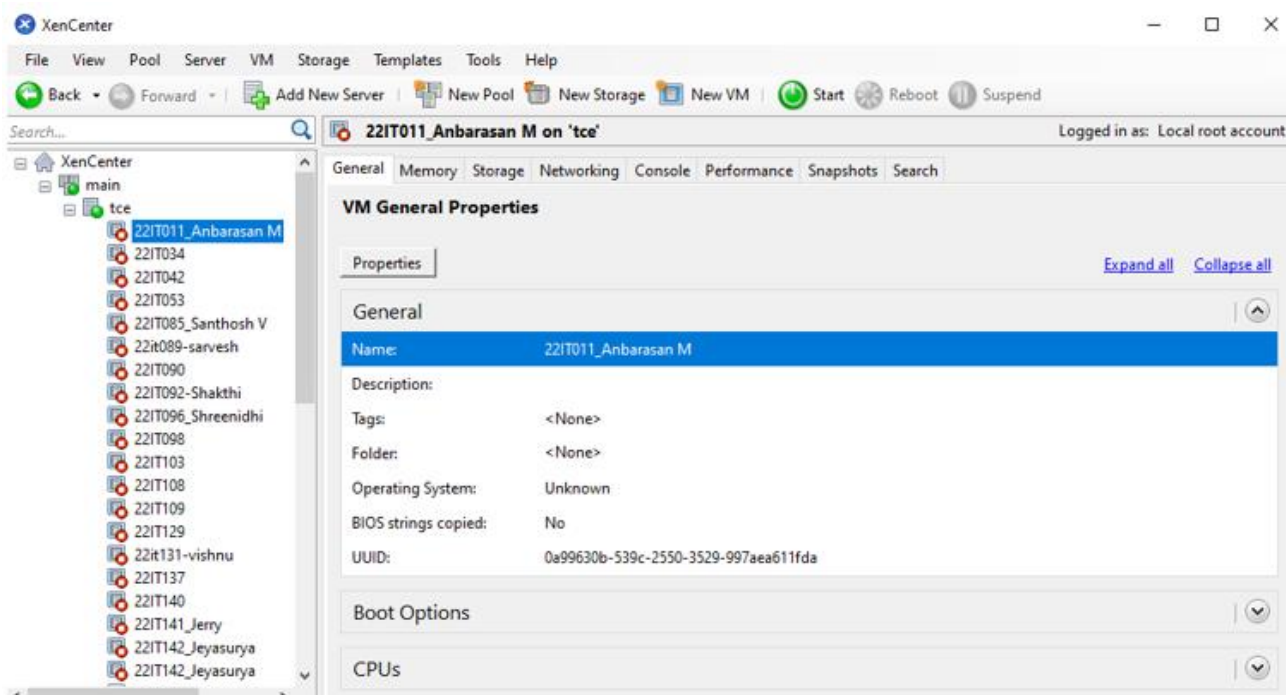 XenCenter
File View Pool Server VM Storage Templates Tools Help
Back Forward Add New Server New Pool New Storage New VM Start Reboot Suspend
Search...
22IT011_Anbarasan M on 'tce'
Logged in as: Local root account
XenCenter
main
tce
22IT011_Anbarasan M
22IT034
22IT042
22IT053
22IT085_Santhosh V
22it089-sarvesh
22IT090
22IT092-Shakthi
22IT096_Shreenidhi
22IT098
22IT103
22IT108
22IT109
22IT129
22it131-vishnu
22IT137
22IT140
22IT141_Jerry
22IT142_Jeyasurya
22IT142_Jeyasurya
General Memory Storage Networking Console Performance Snapshots Search
VM General Properties
Properties
Expand all Collapse all
General
Name: 22IT011_Anbarasan M
Description:
Tags: <None>
Folder: <None>
Operating System: Unknown
BIOS strings copied: No
UUID: 0a99630b-539c-2550-3529-997aea611fda
Boot Options
CPUs